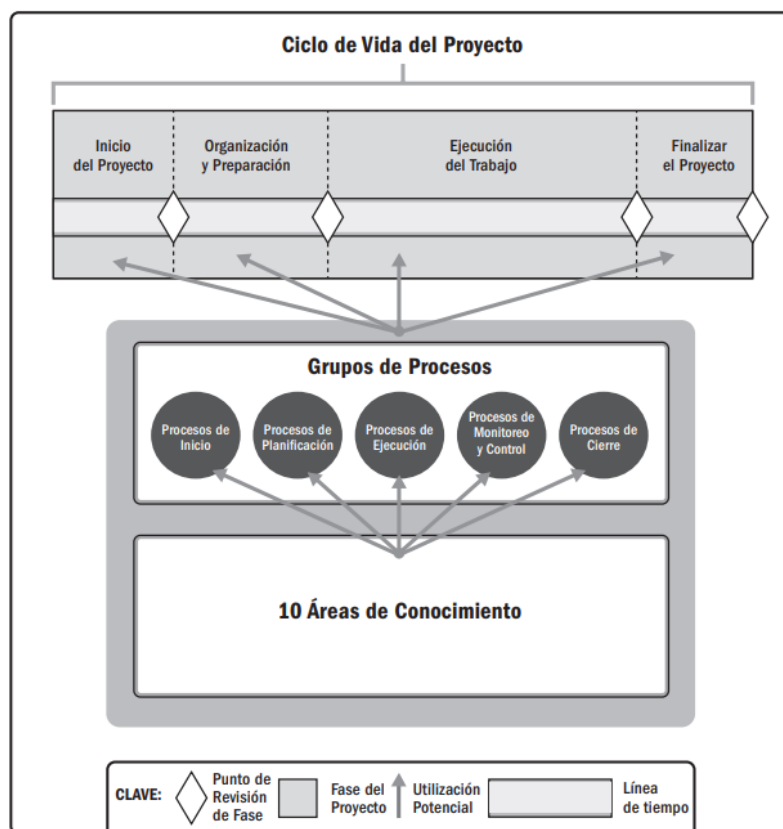 Ciclo de Vida del Proyecto
Inicio
del Proyecto
Organización
y Preparación
Ejecución
del Trabajo
Finalizar
el Proyecto
Grupos de Procesos
Procesos de
Inicio
Procesos de
Planificación
Procesos de
Ejecución
Procesos de
Monitoreo
y Control
Procesos de
Cierre
10 Áreas de Conocimiento
CLAVE:
Punto de
Revisión
de Fase
Fase del
Proyecto
Utilización
Potencial
Línea
de tiempo